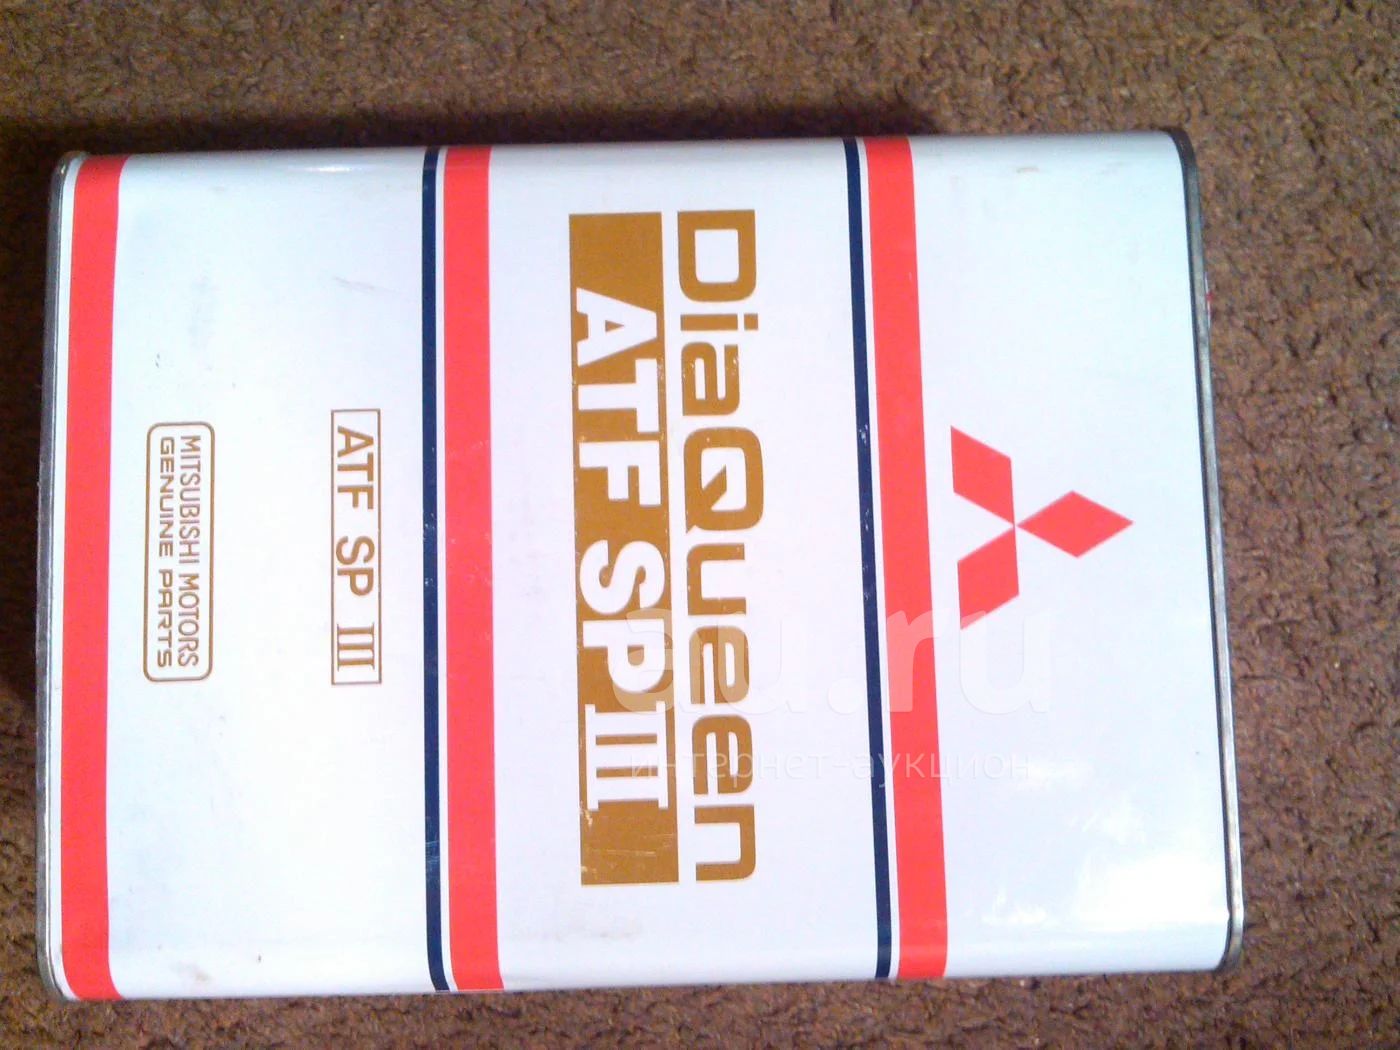 DiaQueen
ATF SP III
ATF SP III
MITSUBISHI MOTORS
GENUINE PARTS
au.ru
интернет-аукцион